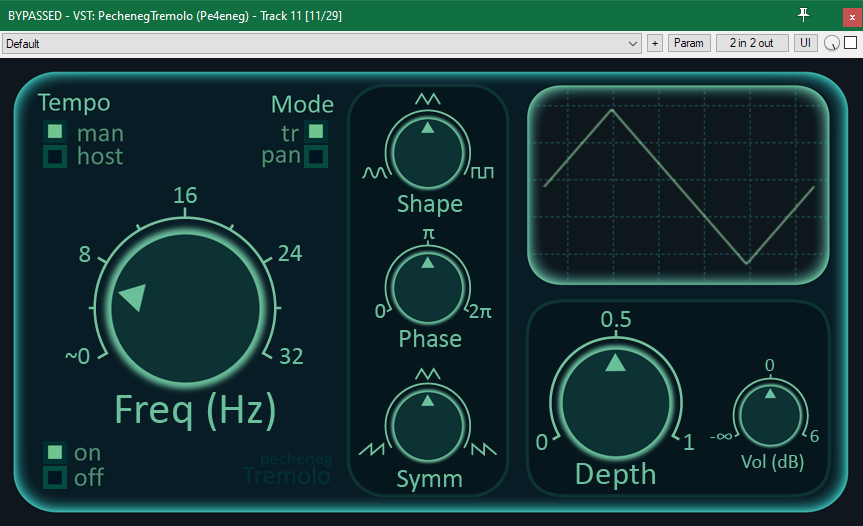 BYPASSED - VST: PechenegTremolo (Pe4eneg) - Track 11 [11/29]
x
Default
+
Param
2 in 2 out
UI
Tempo
man
host
Mode
tr
pan
16
8
24
~0
32
Freq (Hz)
on
off
pecheneg
Tremolo
Shape
π
0
2π
Phase
Symm
0.5
0
1
Depth
0
-∞
6
Vol (dB)